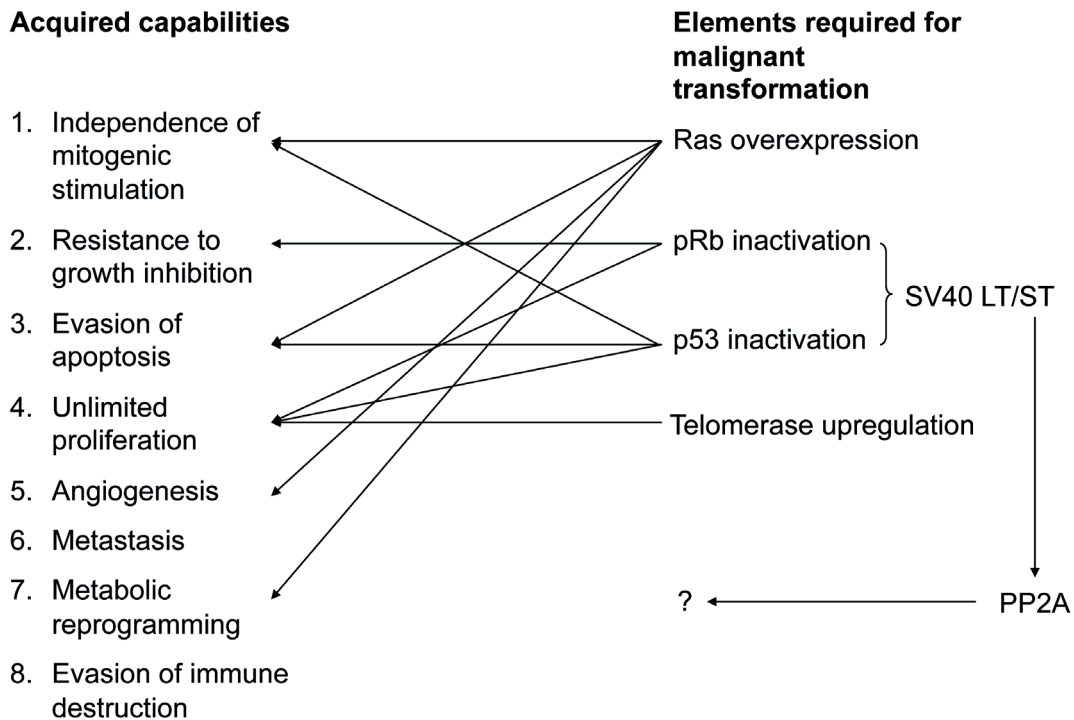 Acquired capabilities
1. Independence of
mitogenic
stimulation
2. Resistance to
growth inhibition
3. Evasion of
apoptosis
4. Unlimited
proliferation
5. Angiogenesis
6. Metastasis
7. Metabolic
reprogramming
8. Evasion of immune
destruction
Elements required for
malignant
transformation
Ras overexpression
pRb inactivation
p53 inactivation
Telomerase upregulation
SV40 LT/ST
PP2A
?